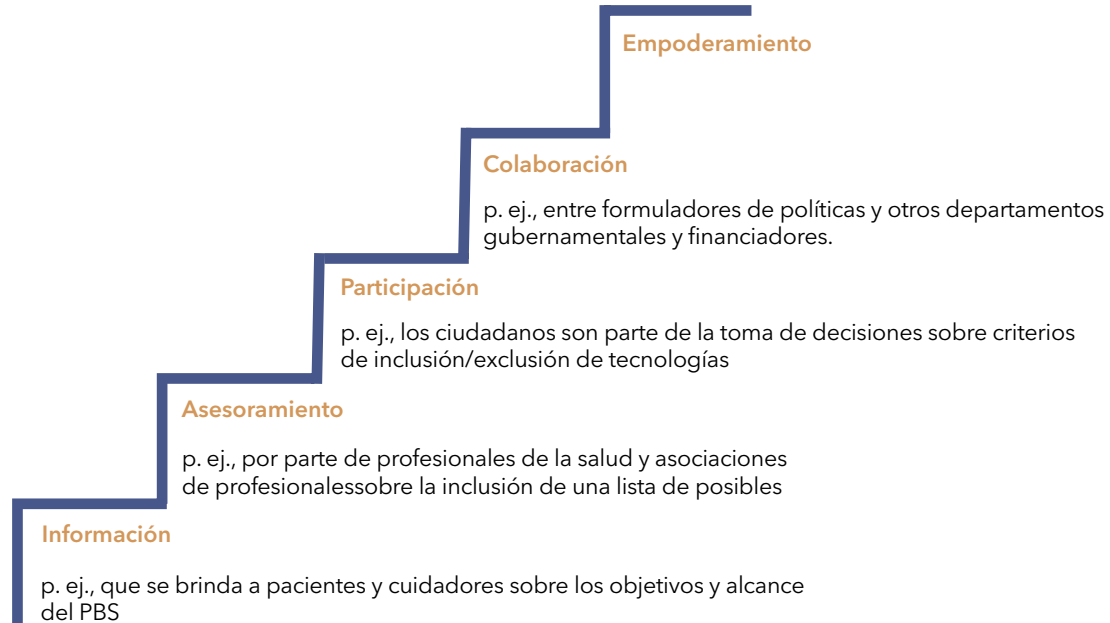 Empoderamiento
Colaboración
p. ej., entre formuladores de políticas y otros departamentos
gubernamentales y financiadores.
Participación
p. ej., los ciudadanos son parte de la toma de decisiones sobre criterios
de inclusión/exclusión de tecnologías
Asesoramiento
p. ej., por parte de profesionales de la salud y asociaciones
de profesionalessobre la inclusión de una lista de posibles
Información
p. ej., que se brinda a pacientes y cuidadores sobre los objetivos y alcance
del PBS